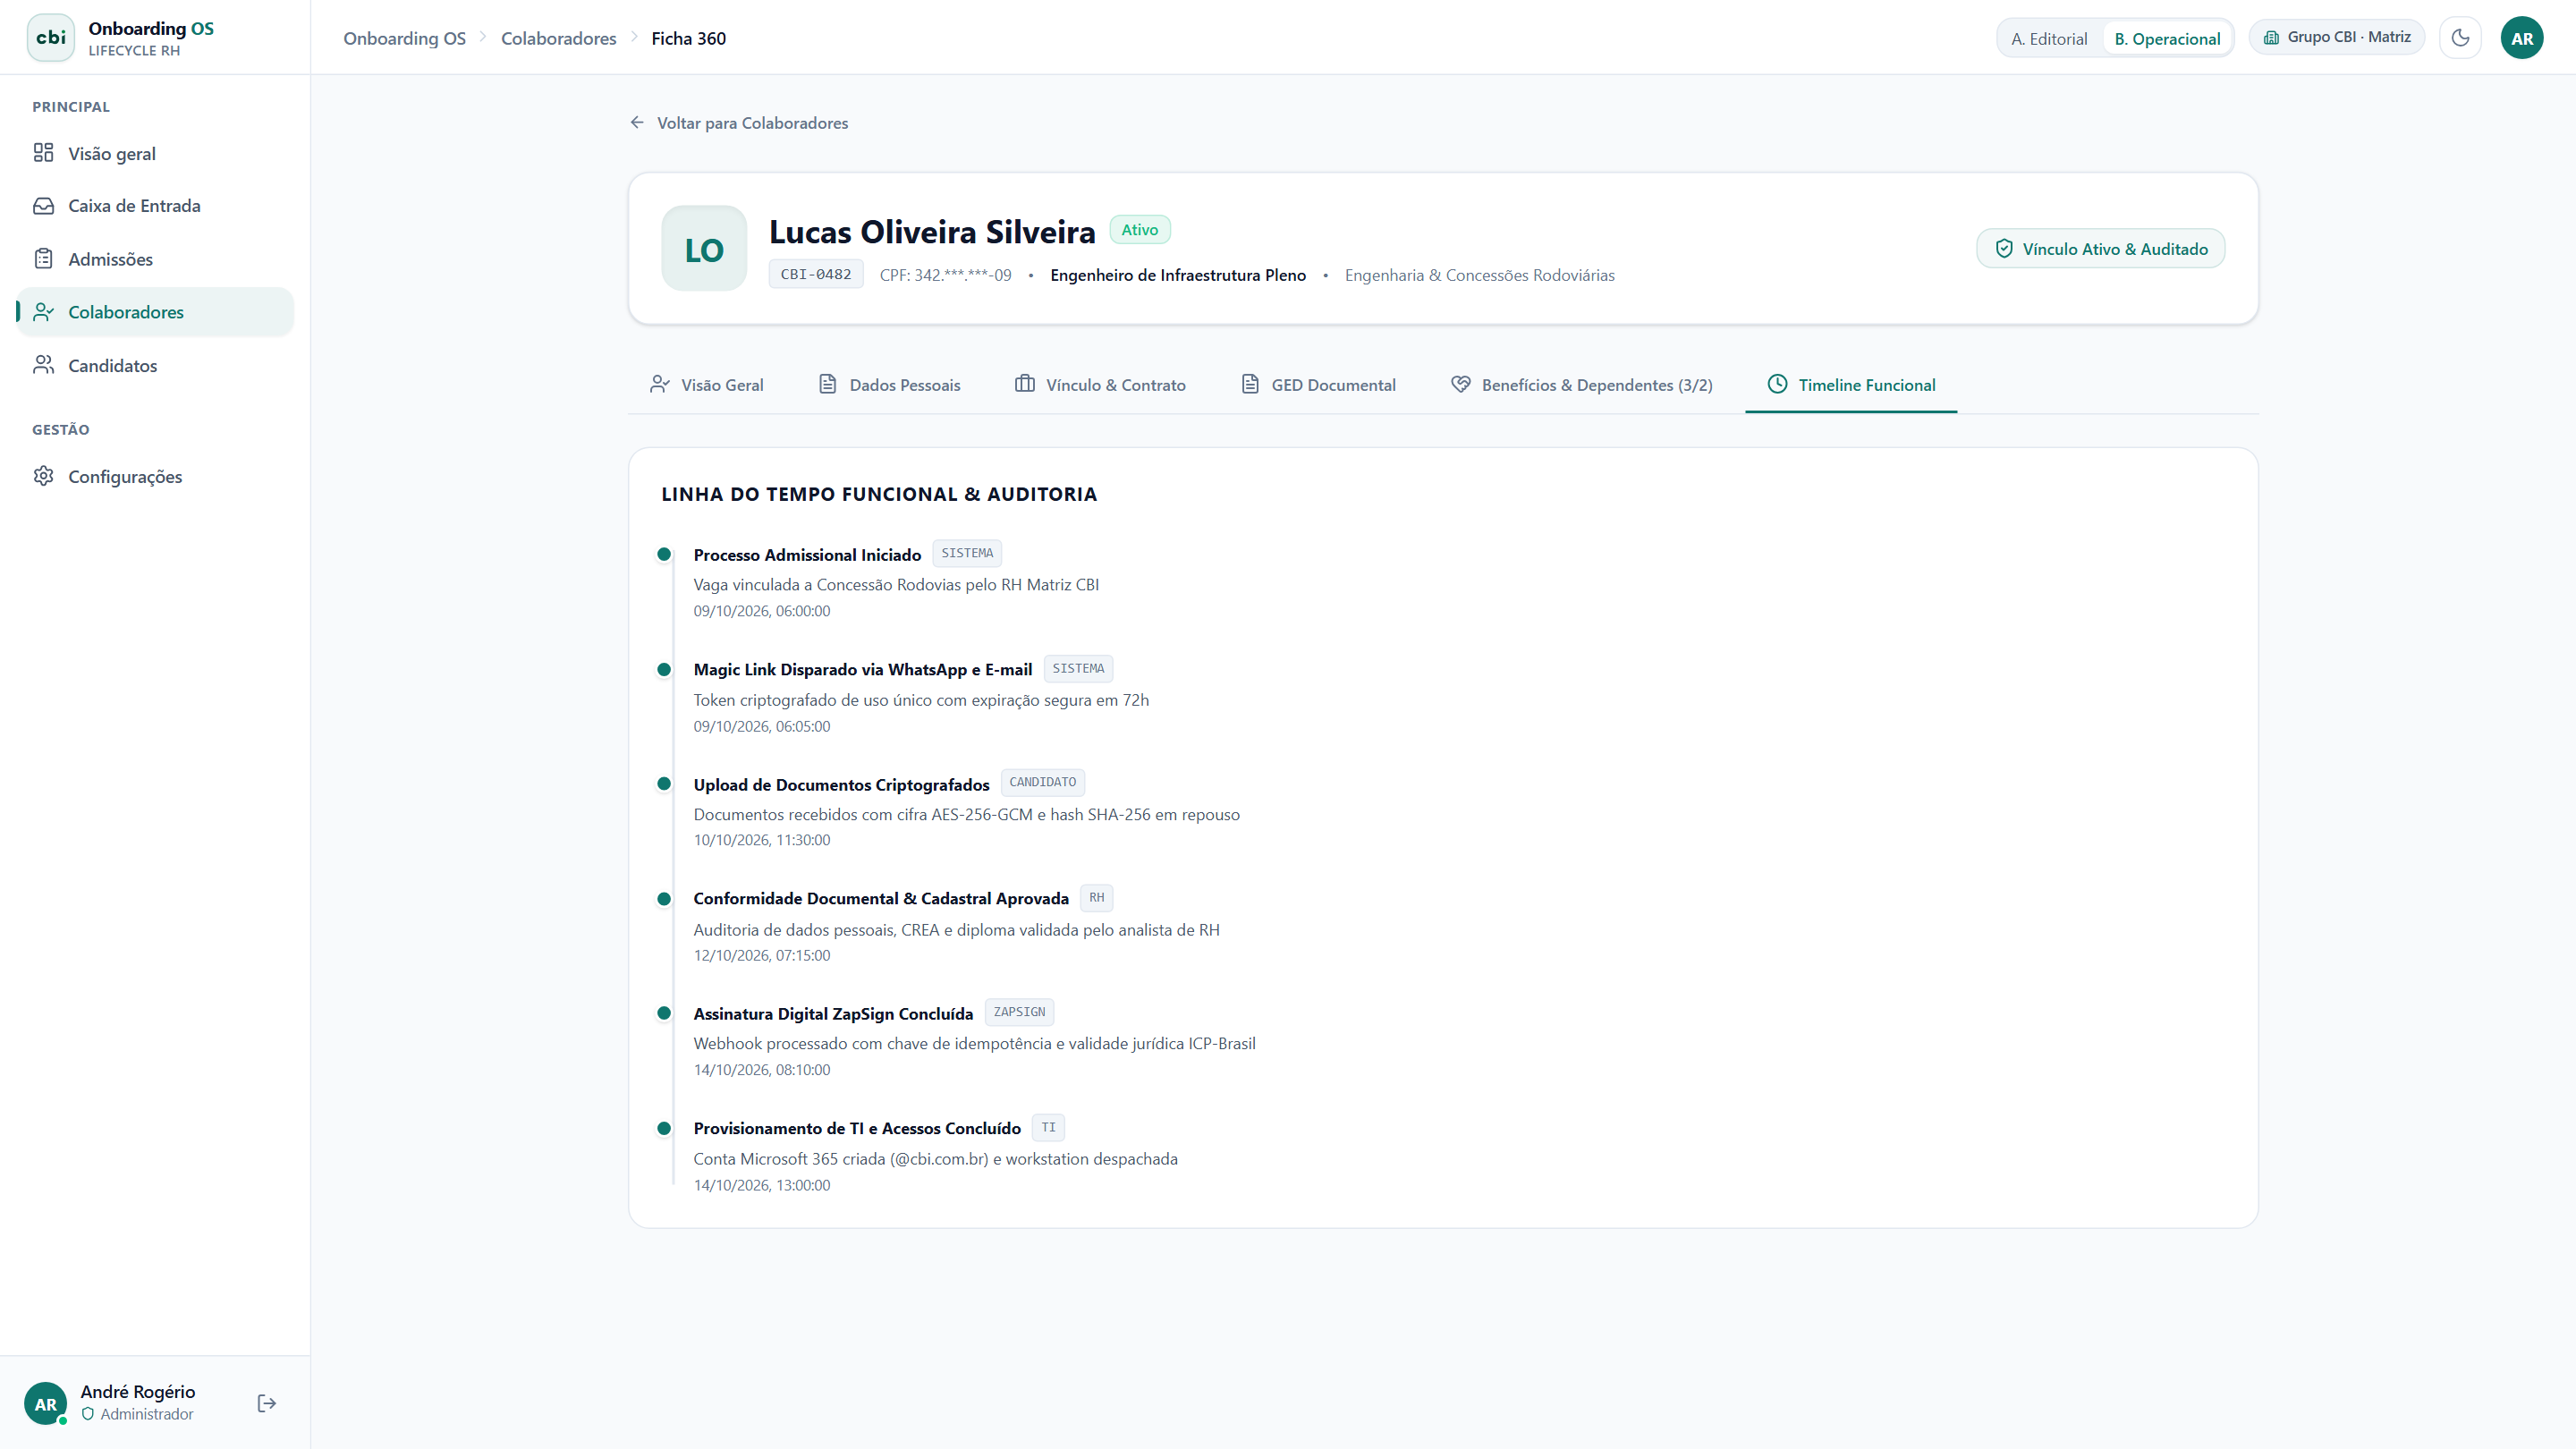 cbi
Onboarding OS
LIFECYCLE RH
Onboarding OS > Colaboradores > Ficha 360
A. Editorial
B. Operacional
Grupo CBI · Matriz
AR
PRINCIPAL
Visão geral
Caixa de Entrada
Admissões
Colaboradores
Candidatos
GESTÃO
Configurações
Voltar para Colaboradores
LO
Lucas Oliveira Silveira
Ativo
CBI-0482 CPF: 342.***.***-09 • Engenheiro de Infraestrutura Pleno • Engenharia & Concessões Rodoviárias
Vínculo Ativo & Auditado
Visão Geral
Dados Pessoais
Vínculo & Contrato
GED Documental
Benefícios & Dependentes (3/2)
Timeline Funcional
LINHA DO TEMPO FUNCIONAL & AUDITORIA
Processo Admissional Iniciado SISTEMA
Vaga vinculada a Concessão Rodovias pelo RH Matriz CBI
09/10/2026, 06:00:00
Magic Link Disparado via WhatsApp e E-mail SISTEMA
Token criptografado de uso único com expiração segura em 72h
09/10/2026, 06:05:00
Upload de Documentos Criptografados CANDIDATO
Documentos recebidos com cifra AES-256-GCM e hash SHA-256 em repouso
10/10/2026, 11:30:00
Conformidade Documental & Cadastral Aprovada RH
Auditoria de dados pessoais, CREA e diploma validada pelo analista de RH
12/10/2026, 07:15:00
Assinatura Digital ZapSign Concluída ZAPSIGN
Webhook processado com chave de idempotência e validade jurídica ICP-Brasil
14/10/2026, 08:10:00
Provisionamento de TI e Acessos Concluído TI
Conta Microsoft 365 criada (@cbi.com.br) e workstation despachada
14/10/2026, 13:00:00
AR
André Rogério
Administrador